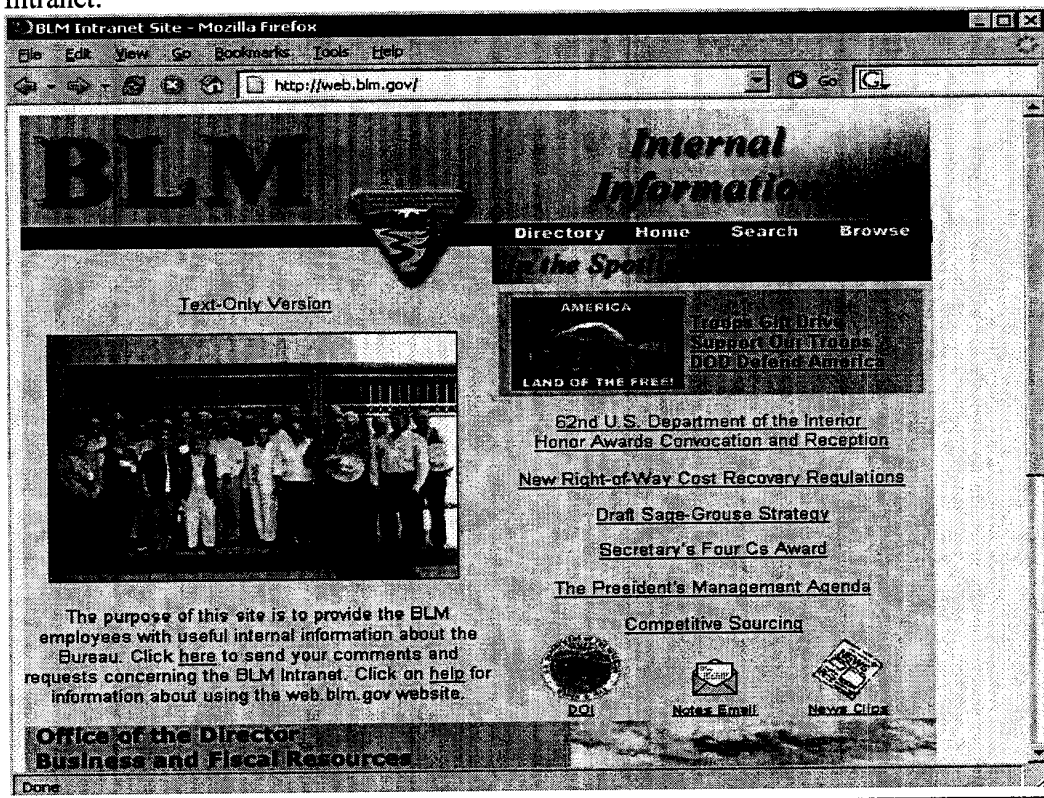 intranet.
BLM Intranet Site - Mozilla Firefox
File Edit View Go Bookmarks Tools Help
http://web.blm.gov/
Go
BLM
Internal
Information
Directory Home Search Browse
In the
Text-Only Version
AMERICA
LAND OF THE FREE!
Troops Gift Drive
Support Our Troops
DOD Defend America
62nd U.S. Department of the Interior
Honor Awards Convocation and Reception
New Right-of-Way Cost Recovery Regulations
Draft Sage-Grouse Strategy
Secretary's Four Cs Award
The President's Management Agenda
Competitive Sourcing
The purpose of this site is to provide the BLM
employees with useful internal information about the
Bureau. Click here to send your comments and
requests concerning the BLM Intranet. Click on help for
information about using the web.blm.gov website.
DOI Notes Email News Clips
Office of the Director
Business and Fiscal Resources
Done